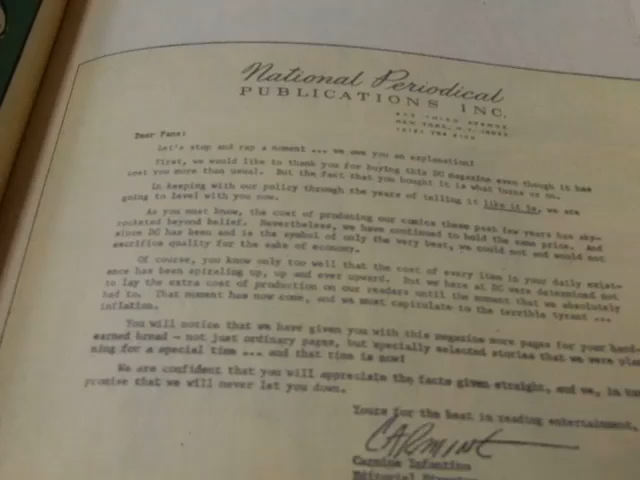 National Periodical
PUBLICATIONS INC.
THIRD AVENUE
NEW YORK, N.Y.
Dear Fans:
Let's stop and rap a moment ... we owe you an explanation!
First, we would like to thank you for buying this DC magazine even though it has
cost you more than usual. But the fact that you bought it is what turns us on.
In keeping with our policy through the years of telling it like it is, we are
going to level with you now.
As you must know, the cost of producing our comics these past few years has sky-
rocketed beyond belief. Nevertheless, we have continued to hold the same price. And
since DC has been and is the symbol of only the very best, we could not and would not
sacrifice quality for the sake of economy.
Of course, you know only too well that the cost of every item in your daily exist-
ance has been spiraling up, up and ever upward. But we here at DC were determined not
to lay the extra cost of production on our readers until the moment that we absolutely
had to. That moment has now come, and we must capitulate to the terrible tyrant ...
inflation.
You will notice that we have given you with this magazine more pages for your hard-
earned bread — not just ordinary pages, but specially selected stories that we were plan
ning for a special time ... and that time is now!
We are confident that you will appreciate the facts given straight, and we, in tur
promise that we will never let you down.
Yours for the best in reading entertainment,
CARMINE
Carmine Infantino
Editorial